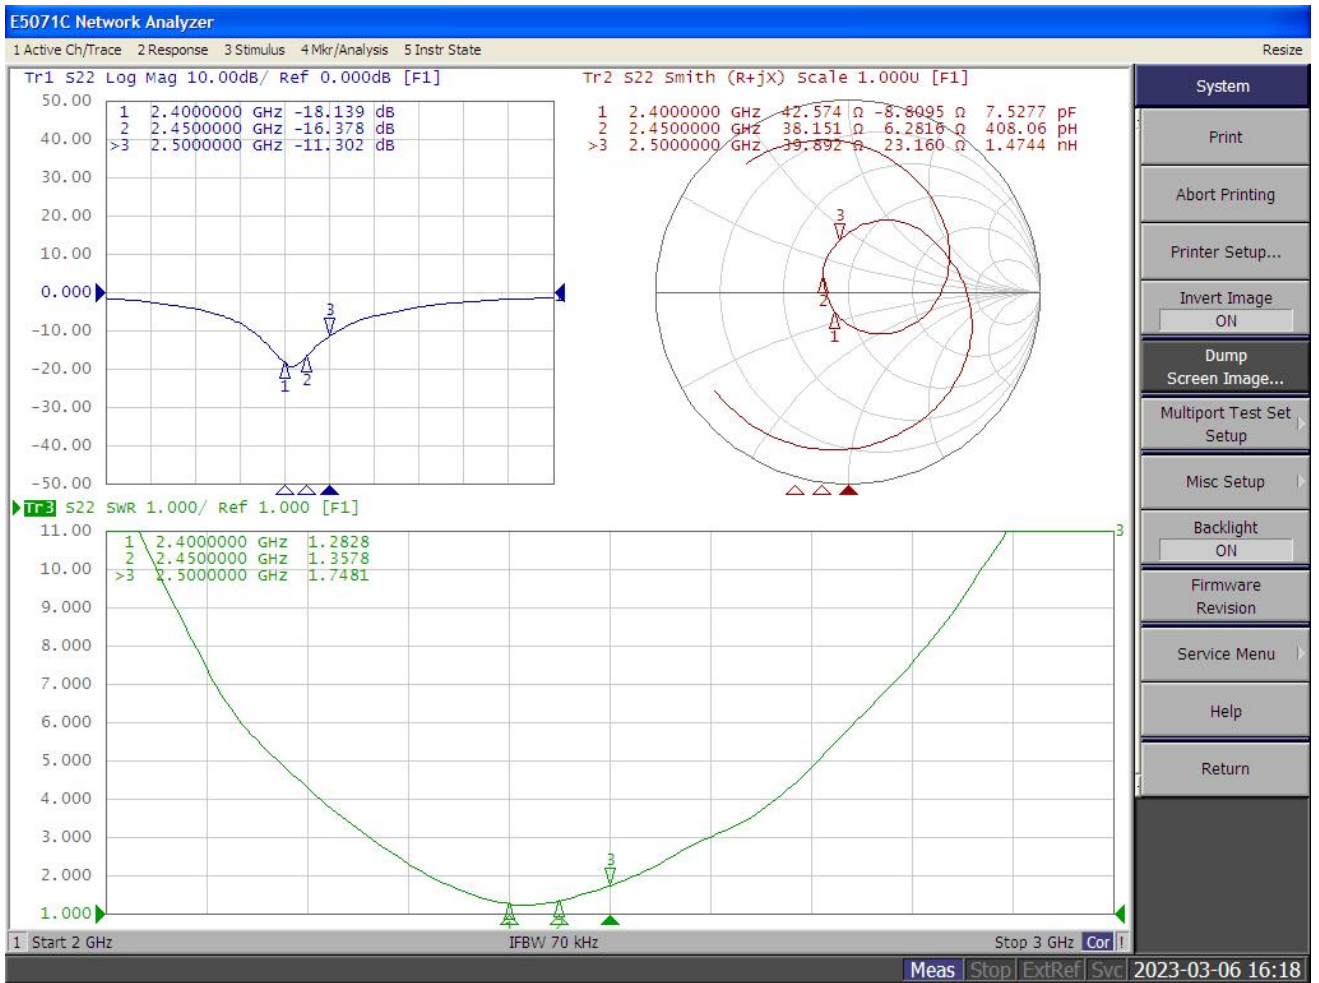 E5071C Network Analyzer
1 Active Ch/Trace 2 Response 3 Stimulus 4 Mkr/Analysis 5 Instr State Resize
Tr1 S22 Log Mag 10.00dB/ Ref 0.000dB [F1]
50.00
40.00
30.00
20.00
10.00
0.000
-10.00
-20.00
-30.00
-40.00
-50.00
1 2.4000000 GHz -18.139 dB
2 2.4500000 GHz -16.378 dB
>3 2.5000000 GHz -11.302 dB
3
1
2
1
Tr2 S22 Smith (R+jX) Scale 1.000U [F1]
1 2.4000000 GHz 42.574 Ω -8.8095 Ω 7.5277 pF
2 2.4500000 GHz 38.151 Ω 6.2816 Ω 408.06 pH
>3 2.5000000 GHz 39.892 Ω 23.160 Ω 1.4744 nH
3
2
1
Tr3 S22 SWR 1.000/ Ref 1.000 [F1]
11.00
10.00
9.000
8.000
7.000
6.000
5.000
4.000
3.000
2.000
1.000
1 2.4000000 GHz 1.2828
2 2.4500000 GHz 1.3578
>3 2.5000000 GHz 1.7481
3
3
1 Start 2 GHz IFBW 70 kHz Stop 3 GHz Cor !
System
Print
Abort Printing
Printer Setup...
Invert Image
ON
Dump
Screen Image...
Multiport Test Set
Setup
Misc Setup
Backlight
ON
Firmware
Revision
Service Menu
Help
Return
Meas Stop ExtRef Svc 2023-03-06 16:18